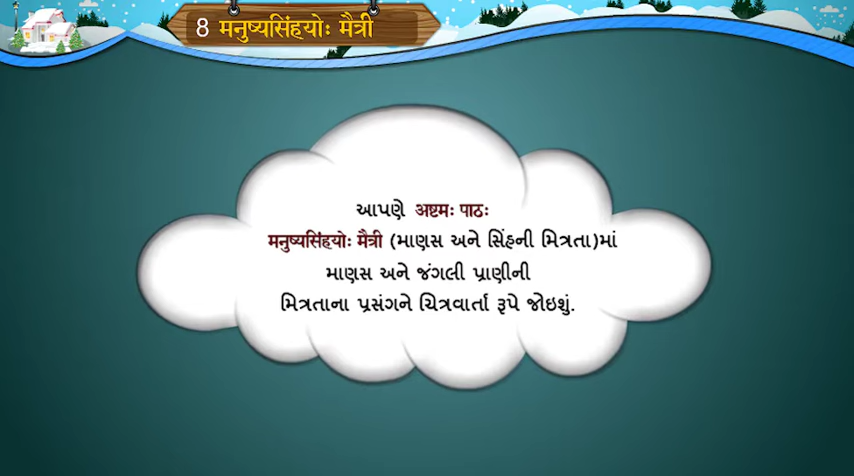 8 मनुष्यसिंहयोः मैत्री
આપણે अष्टमः पाठः
मनुष्यसिंहयोः मैत्री (માણસ અને સિંહની મિત્રતા)માં
માણસ અને જંગલી પ્રાણીની
મિત્રતાના પ્રસંગને ચિત્રવાર્તા રૂપે જોઇશું.